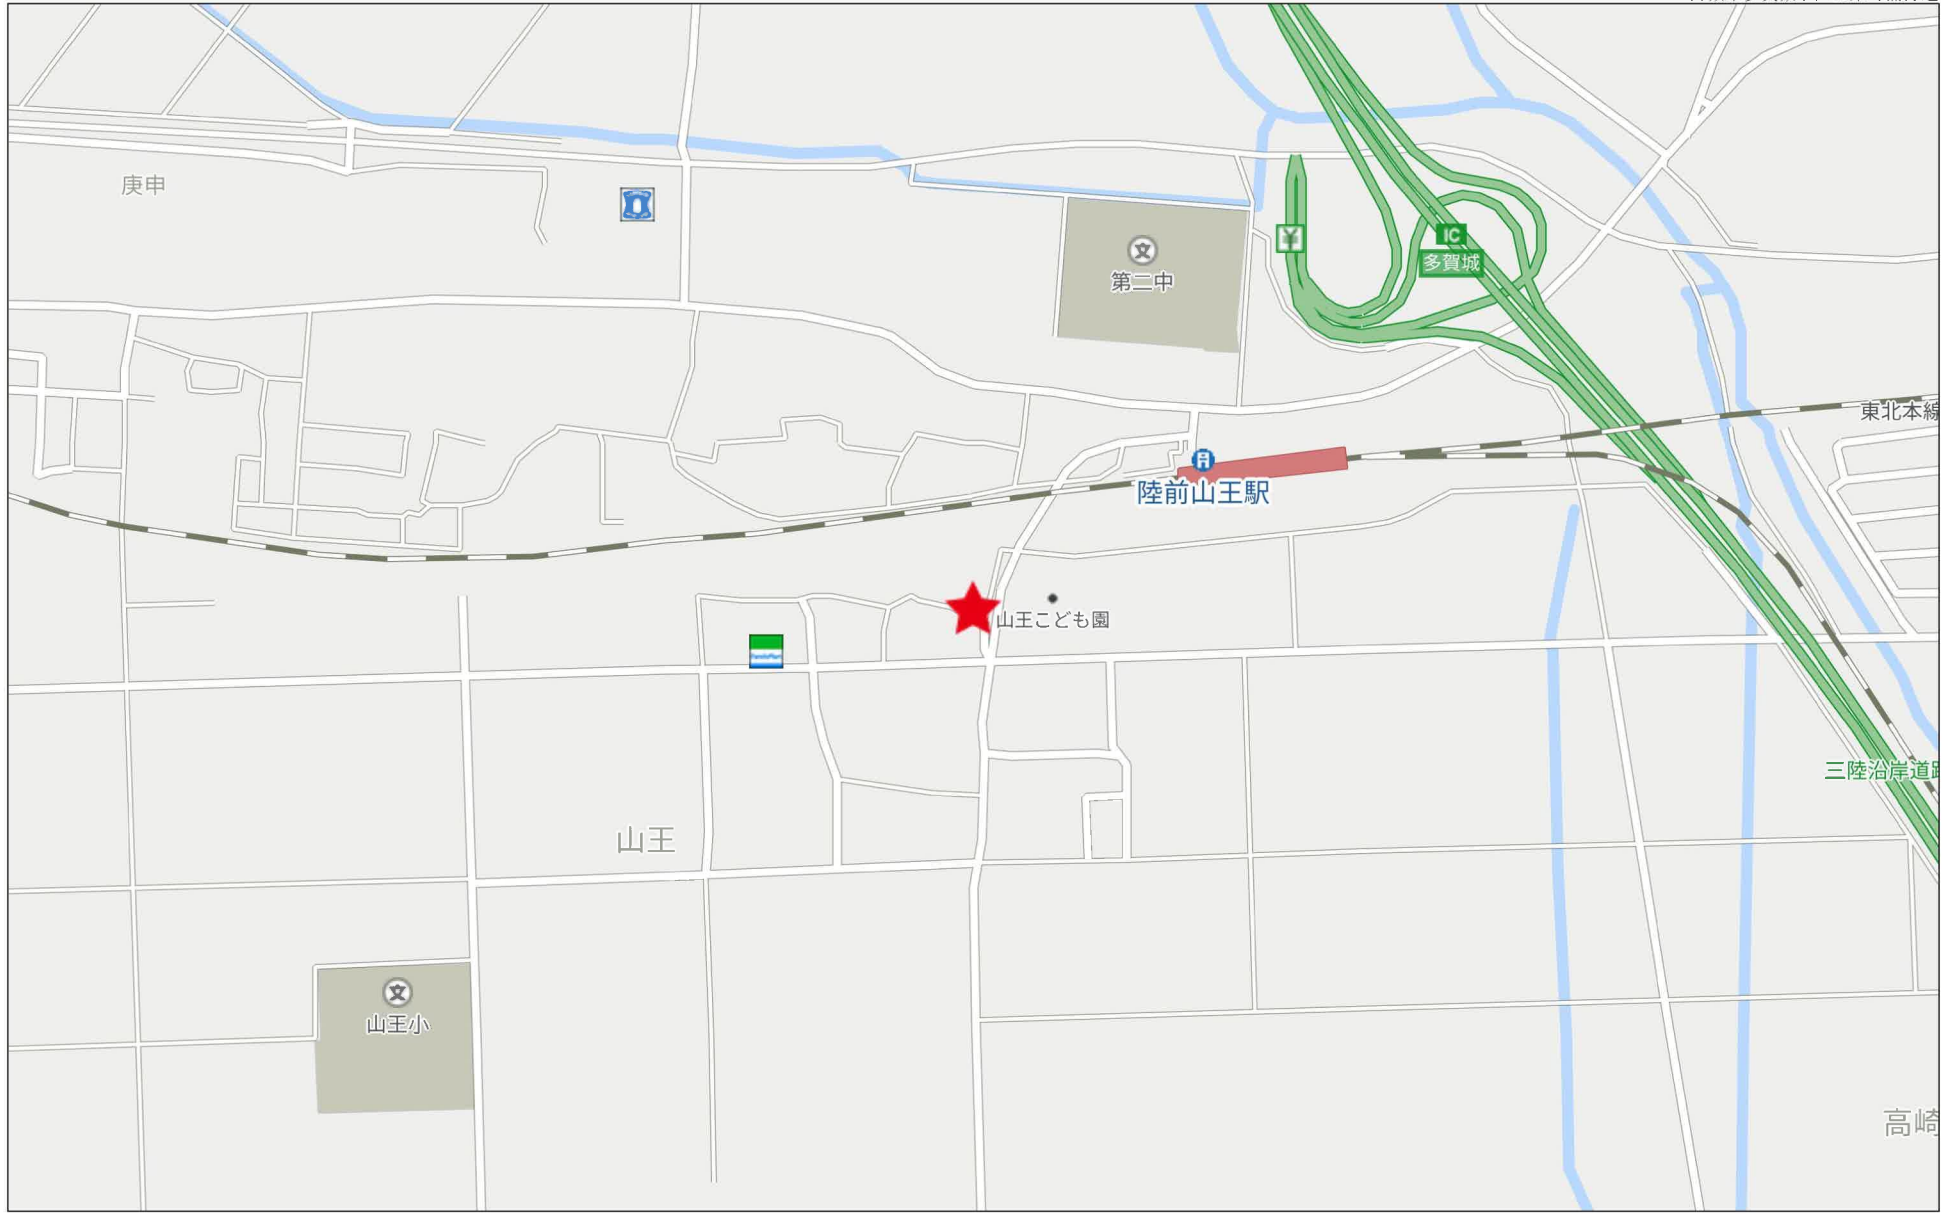 庚申
第二中
¥
IC
多賀城
東北本線
陸前山王駅
山王こども園
FamilyMart
三陸沿岸道路
山王
山王小
高崎